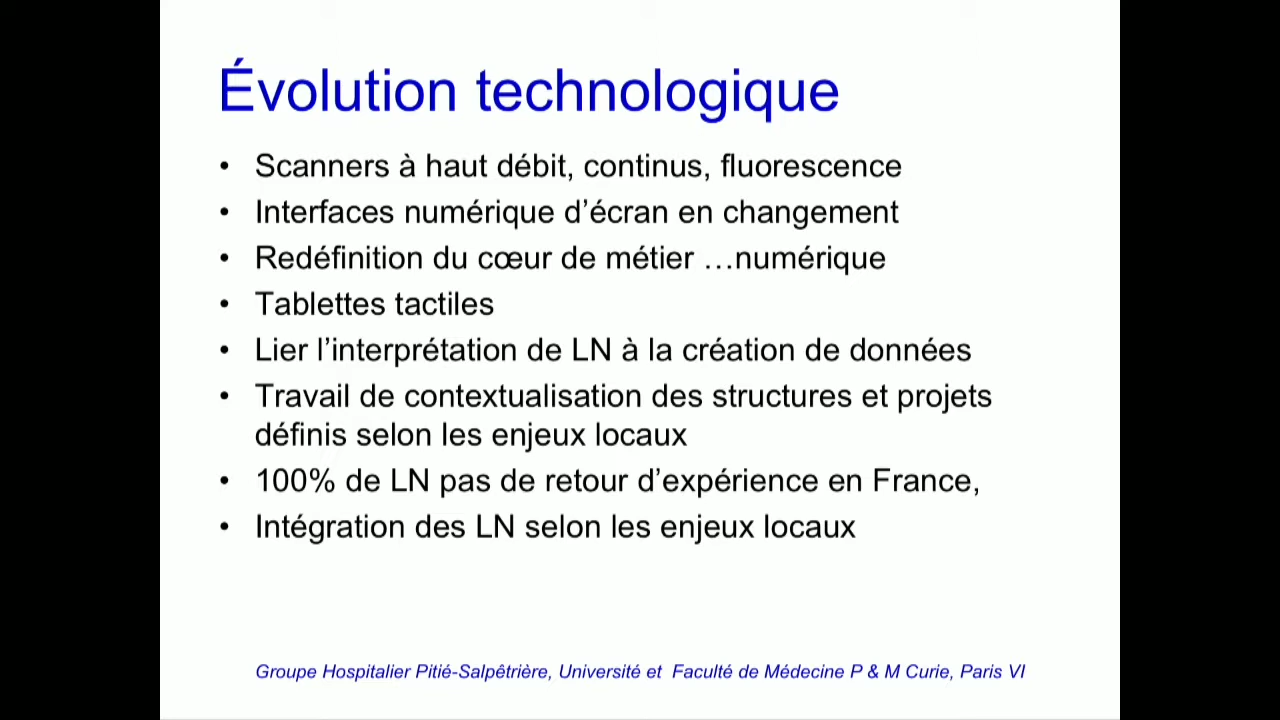 Évolution technologique
• Scanners à haut débit, continus, fluorescence
• Interfaces numérique d’écran en changement
• Redéfinition du cœur de métier …numérique
• Tablettes tactiles
• Lier l’interprétation de LN à la création de données
• Travail de contextualisation des structures et projets
définis selon les enjeux locaux
• 100% de LN pas de retour d’expérience en France,
• Intégration des LN selon les enjeux locaux
Groupe Hospitalier Pitié-Salpêtrière, Université et Faculté de Médecine P & M Curie, Paris VI